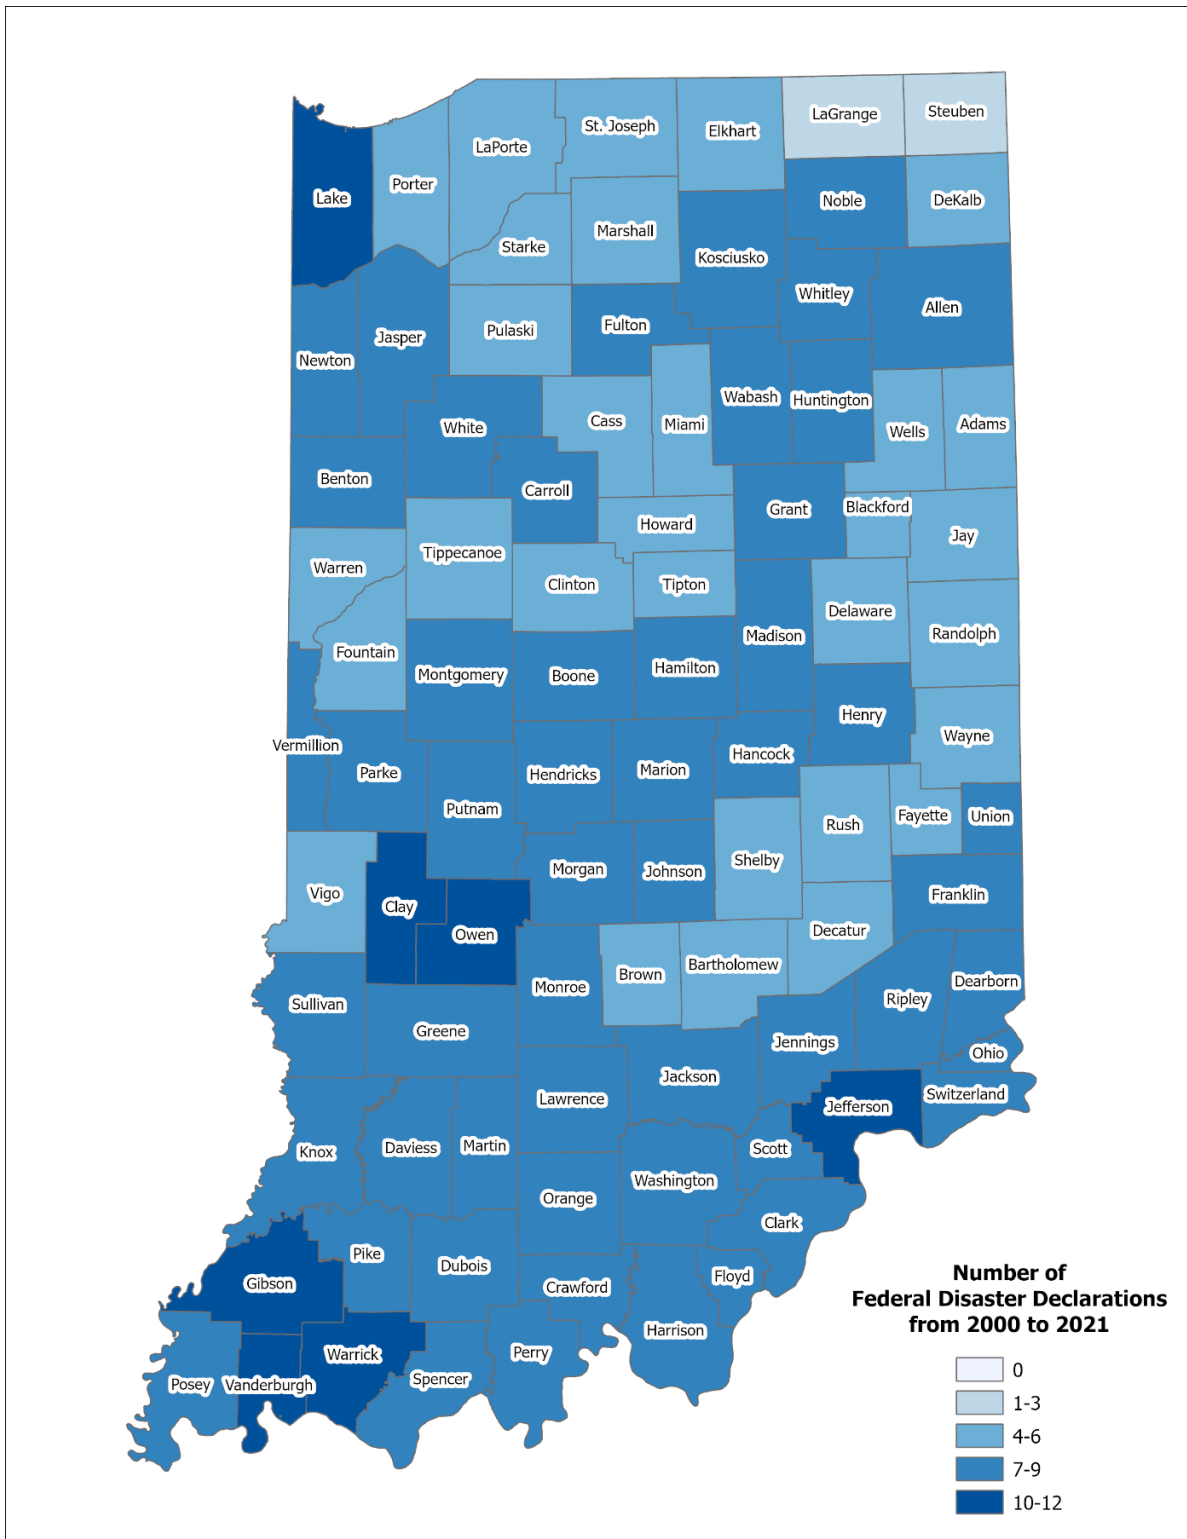 LaGrange
Steuben
St. Joseph
Elkhart
LaPorte
Porter
Lake
Noble
DeKalb
Marshall
Starke
Kosciusko
Whitley
Allen
Fulton
Pulaski
Jasper
Newton
Wabash
Huntington
Cass
Miami
Wells
Adams
White
Benton
Carroll
Grant
Blackford
Howard
Jay
Tippecanoe
Warren
Clinton
Tipton
Delaware
Randolph
Madison
Fountain
Montgomery
Boone
Hamilton
Henry
Wayne
Vermillion
Parke
Hendricks
Marion
Hancock
Putnam
Rush
Fayette
Union
Shelby
Morgan
Johnson
Vigo
Clay
Franklin
Owen
Decatur
Brown
Bartholomew
Monroe
Dearborn
Ripley
Sullivan
Greene
Jennings
Ohio
Jackson
Lawrence
Jefferson
Switzerland
Knox
Daviess
Martin
Scott
Orange
Washington
Clark
Pike
Dubois
Gibson
Crawford
Floyd
Harrison
Perry
Warrick
Spencer
Posey
Vanderburgh
Number of
Federal Disaster Declarations
from 2000 to 2021
0
1-3
4-6
7-9
10-12